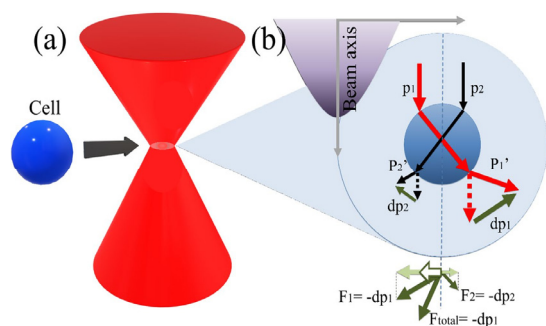 (a)
Cell
(b)
Beam axis
p1
p2
P2'
P1'
dp2
dp1
F1= -dp1
F2= -dp2
Ftotal= -dp1